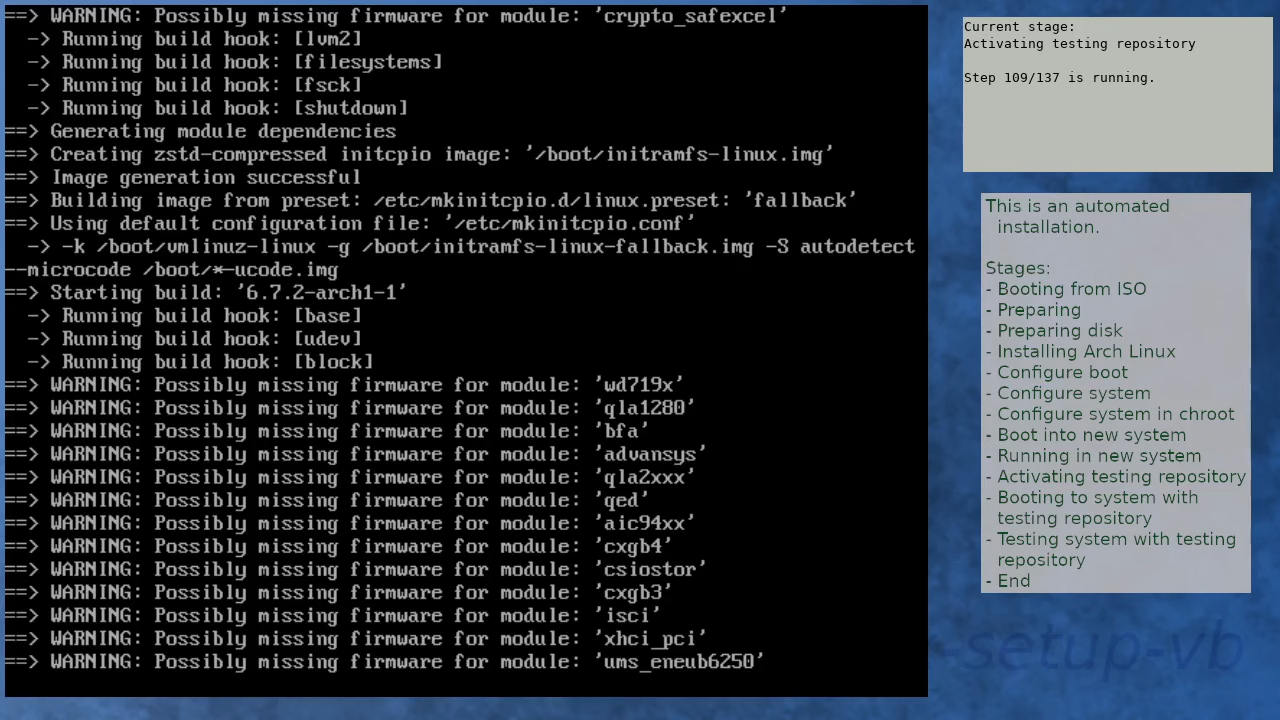 ==> WARNING: Possibly missing firmware for module: 'crypto_safexcel'
  -> Running build hook: [lvm2]
  -> Running build hook: [filesystems]
  -> Running build hook: [fsck]
  -> Running build hook: [shutdown]
==> Generating module dependencies
==> Creating zstd-compressed initcpio image: '/boot/initramfs-linux.img'
==> Image generation successful
==> Building image from preset: /etc/mkinitcpio.d/linux.preset: 'fallback'
==> Using default configuration file: '/etc/mkinitcpio.conf'
  -> -k /boot/vmlinuz-linux -g /boot/initramfs-linux-fallback.img -S autodetect
--microcode /boot/*-ucode.img
==> Starting build: '6.7.2-arch1-1'
  -> Running build hook: [base]
  -> Running build hook: [udev]
  -> Running build hook: [block]
==> WARNING: Possibly missing firmware for module: 'wd719x'
==> WARNING: Possibly missing firmware for module: 'qla1280'
==> WARNING: Possibly missing firmware for module: 'bfa'
==> WARNING: Possibly missing firmware for module: 'advansys'
==> WARNING: Possibly missing firmware for module: 'qla2xxx'
==> WARNING: Possibly missing firmware for module: 'qed'
==> WARNING: Possibly missing firmware for module: 'aic94xx'
==> WARNING: Possibly missing firmware for module: 'cxgb4'
==> WARNING: Possibly missing firmware for module: 'csiostor'
==> WARNING: Possibly missing firmware for module: 'cxgb3'
==> WARNING: Possibly missing firmware for module: 'isci'
==> WARNING: Possibly missing firmware for module: 'xhci_pci'
==> WARNING: Possibly missing firmware for module: 'ums_eneub6250'
Current stage:
Activating testing repository
Step 109/137 is running.
This is an automated
installation.
Stages:
- Booting from ISO
- Preparing
- Preparing disk
- Installing Arch Linux
- Configure boot
- Configure system
- Configure system in chroot
- Boot into new system
- Running in new system
- Activating testing repository
- Booting to system with
testing repository
- Testing system with testing
repository
- End
-setup-vb